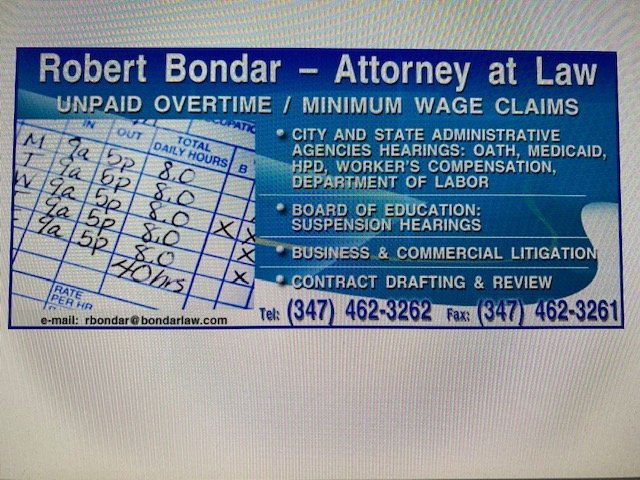 Robert Bondar – Attorney at Law
UNPAID OVERTIME / MINIMUM WAGE CLAIMS
IN
OUT
TOTAL
DAILY HOURS
B
M 9a 5p 8.0
T 9a 5p 8.0
W 9a 5p 8.0 X X
9a 5p 8.0 X
9a 5p 8.0 X
40hrs
RATE
PER HR
• CITY AND STATE ADMINISTRATIVE
AGENCIES HEARINGS: OATH, MEDICAID,
HPD, WORKER'S COMPENSATION,
DEPARTMENT OF LABOR
• BOARD OF EDUCATION:
SUSPENSION HEARINGS
• BUSINESS & COMMERCIAL LITIGATION
• CONTRACT DRAFTING & REVIEW
e-mail: rbondar@bondarlaw.com
Tel: (347) 462-3262 Fax: (347) 462-3261